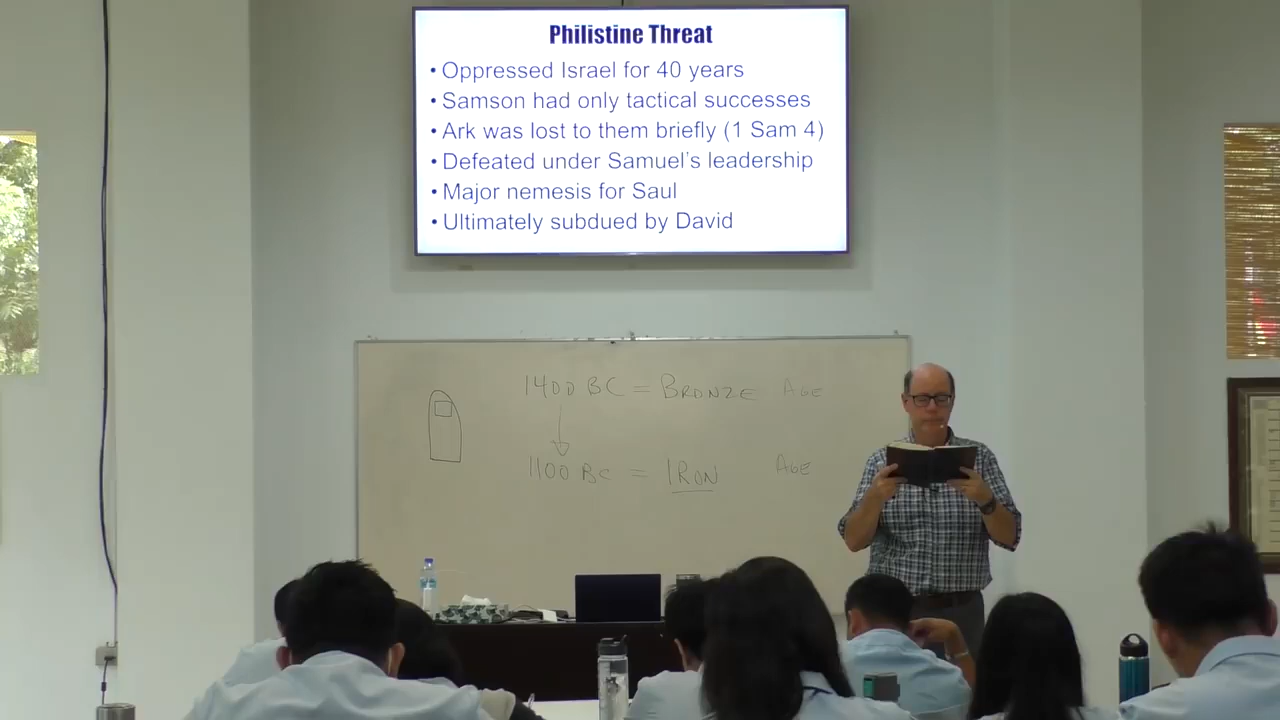 Philistine Threat
• Oppressed Israel for 40 years
• Samson had only tactical successes
• Ark was lost to them briefly (1 Sam 4)
• Defeated under Samuel's leadership
• Major nemesis for Saul
• Ultimately subdued by David
1400 BC = BRONZE AGE
1100 BC = IRON AGE